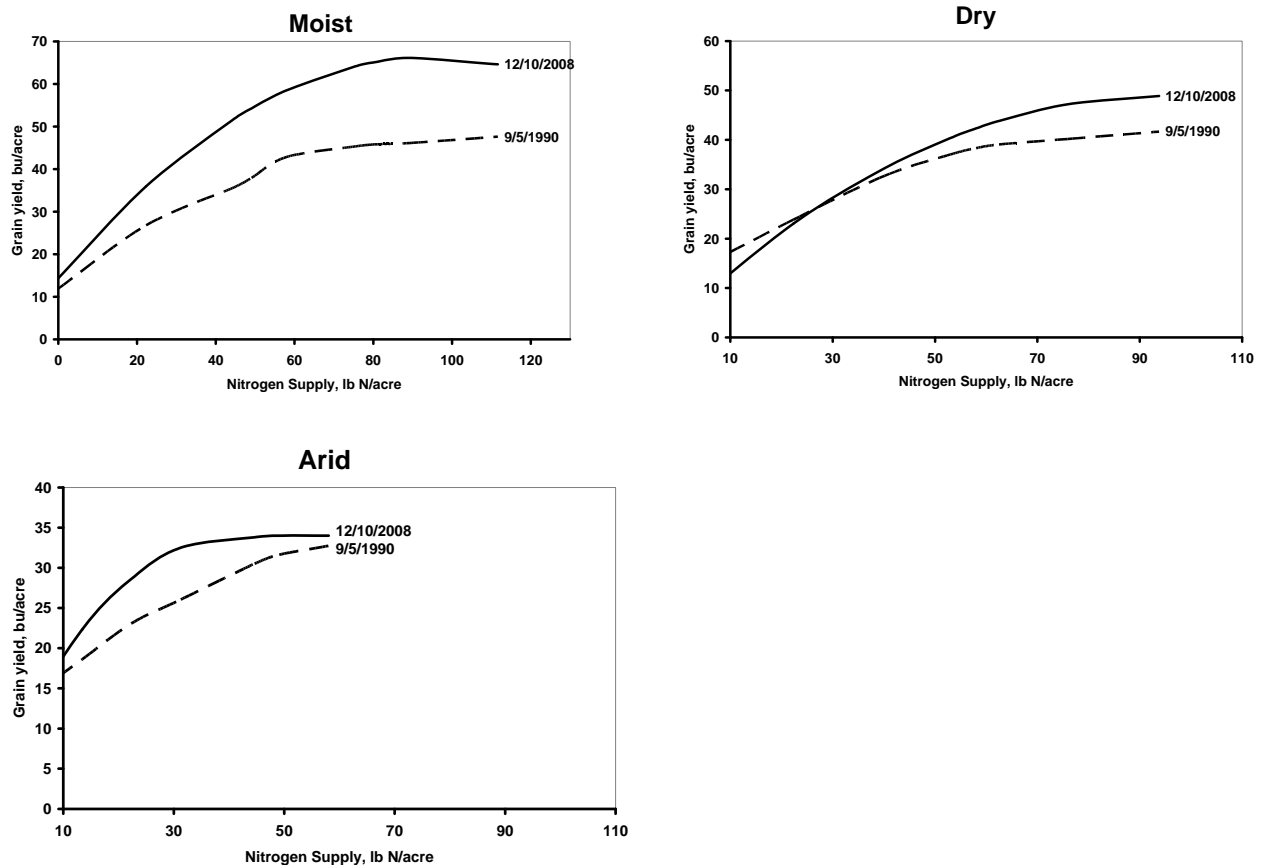 Moist
70
60
50
40
30
20
10
0
Grain yield, bu/acre
12/10/2008
9/5/1990
0 20 40 60 80 100 120
Nitrogen Supply, lb N/acre
Dry
60
50
40
30
20
10
0
Grain yield, bu/acre
12/10/2008
9/5/1990
10 30 50 70 90 110
Nitrogen Supply, lb N/acre
Arid
40
35
30
25
20
15
10
5
0
Grain yield, bu/acre
12/10/2008
9/5/1990
10 30 50 70 90 110
Nitrogen Supply, lb N/acre